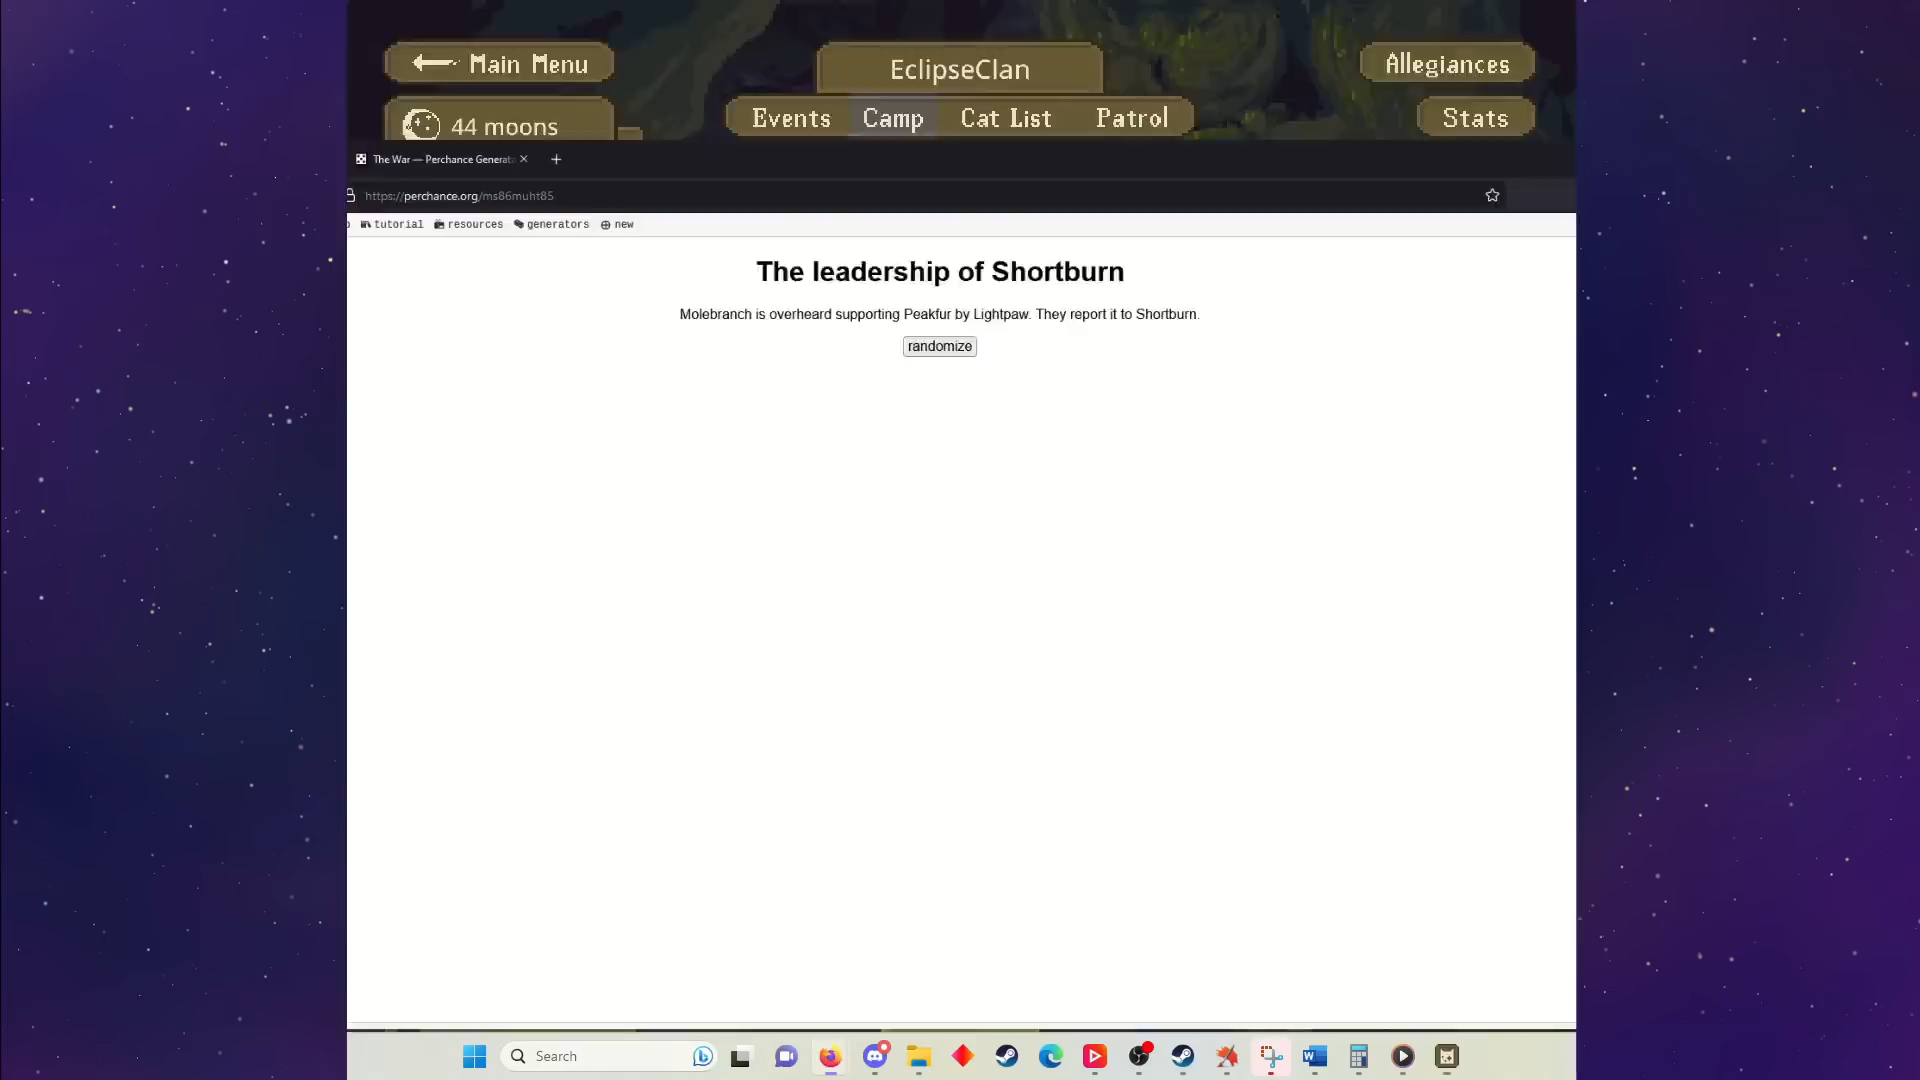 Main Menu
EclipseClan
Allegiances
44 moons
Events Camp Cat List Patrol
Stats
The War — Perchance Generat
https://perchance.org/ms86muht85
tutorial resources generators new
The leadership of Shortburn
Molebranch is overheard supporting Peakfur by Lightpaw. They report it to Shortburn.
randomize
Search